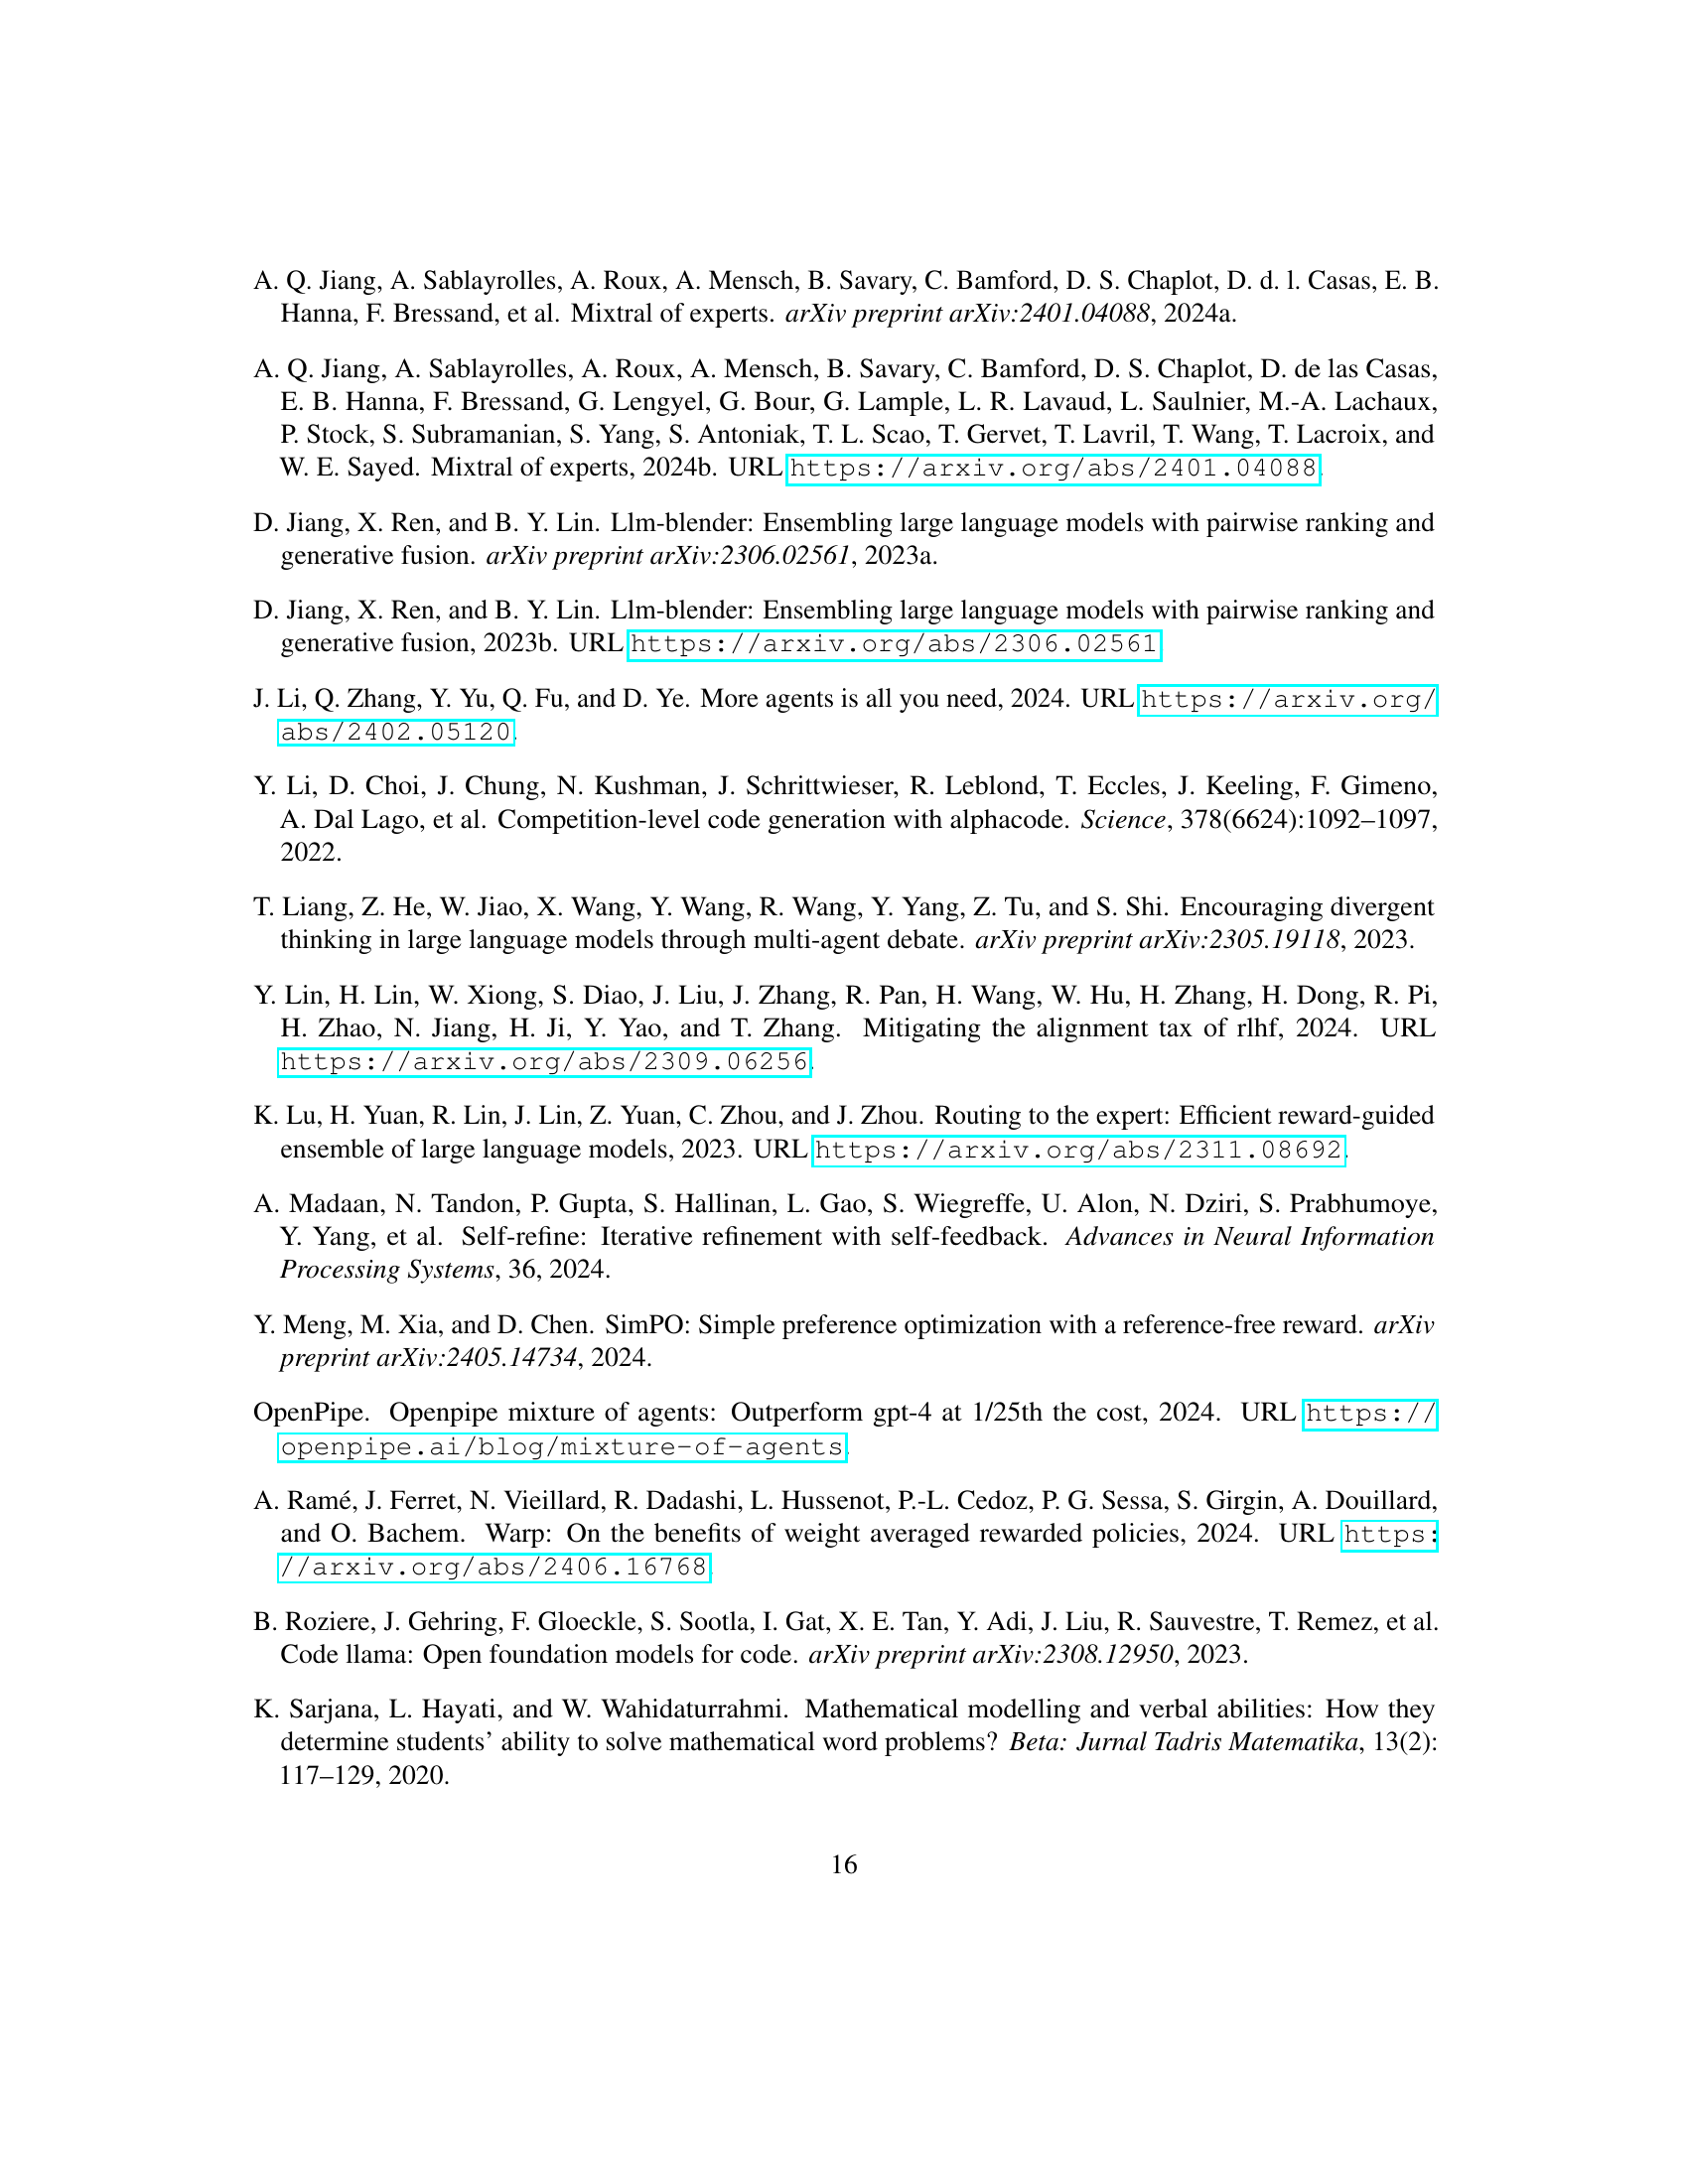 A. Q. Jiang, A. Sablayrolles, A. Roux, A. Mensch, B. Savary, C. Bamford, D. S. Chaplot, D. d. l. Casas, E. B.
Hanna, F. Bressand, et al. Mixtral of experts. arXiv preprint arXiv:2401.04088, 2024a.
A. Q. Jiang, A. Sablayrolles, A. Roux, A. Mensch, B. Savary, C. Bamford, D. S. Chaplot, D. de las Casas,
E. B. Hanna, F. Bressand, G. Lengyel, G. Bour, G. Lample, L. R. Lavaud, L. Saulnier, M.-A. Lachaux,
P. Stock, S. Subramanian, S. Yang, S. Antoniak, T. L. Scao, T. Gervet, T. Lavril, T. Wang, T. Lacroix, and
W. E. Sayed. Mixtral of experts, 2024b. URL https://arxiv.org/abs/2401.04088.
D. Jiang, X. Ren, and B. Y. Lin. Llm-blender: Ensembling large language models with pairwise ranking and
generative fusion. arXiv preprint arXiv:2306.02561, 2023a.
D. Jiang, X. Ren, and B. Y. Lin. Llm-blender: Ensembling large language models with pairwise ranking and
generative fusion, 2023b. URL https://arxiv.org/abs/2306.02561.
J. Li, Q. Zhang, Y. Yu, Q. Fu, and D. Ye. More agents is all you need, 2024. URL https://arxiv.org/
abs/2402.05120.
Y. Li, D. Choi, J. Chung, N. Kushman, J. Schrittwieser, R. Leblond, T. Eccles, J. Keeling, F. Gimeno,
A. Dal Lago, et al. Competition-level code generation with alphacode. Science, 378(6624):1092–1097,
2022.
T. Liang, Z. He, W. Jiao, X. Wang, Y. Wang, R. Wang, Y. Yang, Z. Tu, and S. Shi. Encouraging divergent
thinking in large language models through multi-agent debate. arXiv preprint arXiv:2305.19118, 2023.
Y. Lin, H. Lin, W. Xiong, S. Diao, J. Liu, J. Zhang, R. Pan, H. Wang, W. Hu, H. Zhang, H. Dong, R. Pi,
H. Zhao, N. Jiang, H. Ji, Y. Yao, and T. Zhang. Mitigating the alignment tax of rlhf, 2024. URL
https://arxiv.org/abs/2309.06256.
K. Lu, H. Yuan, R. Lin, J. Lin, Z. Yuan, C. Zhou, and J. Zhou. Routing to the expert: Efficient reward-guided
ensemble of large language models, 2023. URL https://arxiv.org/abs/2311.08692.
A. Madaan, N. Tandon, P. Gupta, S. Hallinan, L. Gao, S. Wiegreffe, U. Alon, N. Dziri, S. Prabhumoye,
Y. Yang, et al. Self-refine: Iterative refinement with self-feedback. Advances in Neural Information
Processing Systems, 36, 2024.
Y. Meng, M. Xia, and D. Chen. SimPO: Simple preference optimization with a reference-free reward. arXiv
preprint arXiv:2405.14734, 2024.
OpenPipe. Openpipe mixture of agents: Outperform gpt-4 at 1/25th the cost, 2024. URL https://
openpipe.ai/blog/mixture-of-agents.
A. Ramé, J. Ferret, N. Vieillard, R. Dadashi, L. Hussenot, P.-L. Cedoz, P. G. Sessa, S. Girgin, A. Douillard,
and O. Bachem. Warp: On the benefits of weight averaged rewarded policies, 2024. URL https:
//arxiv.org/abs/2406.16768.
B. Roziere, J. Gehring, F. Gloeckle, S. Sootla, I. Gat, X. E. Tan, Y. Adi, J. Liu, R. Sauvestre, T. Remez, et al.
Code llama: Open foundation models for code. arXiv preprint arXiv:2308.12950, 2023.
K. Sarjana, L. Hayati, and W. Wahidaturrahmi. Mathematical modelling and verbal abilities: How they
determine students' ability to solve mathematical word problems? Beta: Jurnal Tadris Matematika, 13(2):
117–129, 2020.
16